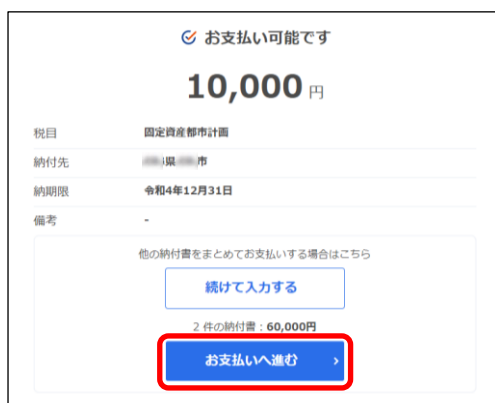 お支払い可能です
10,000 円
税目 固定資産都市計画
納付先 県 市
納期限 令和4年12月31日
備考 -
他の納付書をまとめてお支払いする場合はこちら
続けて入力する
2 件の納付書：60,000円
お支払いへ進む ›